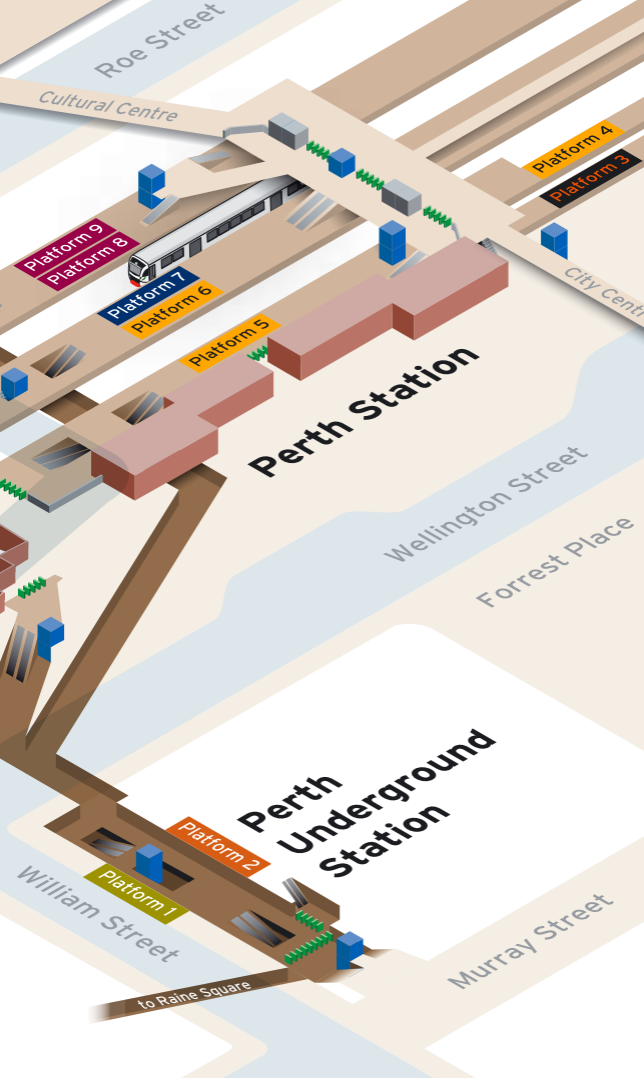 Roe Street
Cultural Centre
Platform 4
Platform 3
Platform 9
Platform 8
Platform 7
Platform 6
Platform 5
City Centr
Perth Station
Wellington Street
Forrest Place
Perth
Underground
Station
Platform 2
Platform 1
William Street
Murray Street
to Raine Square